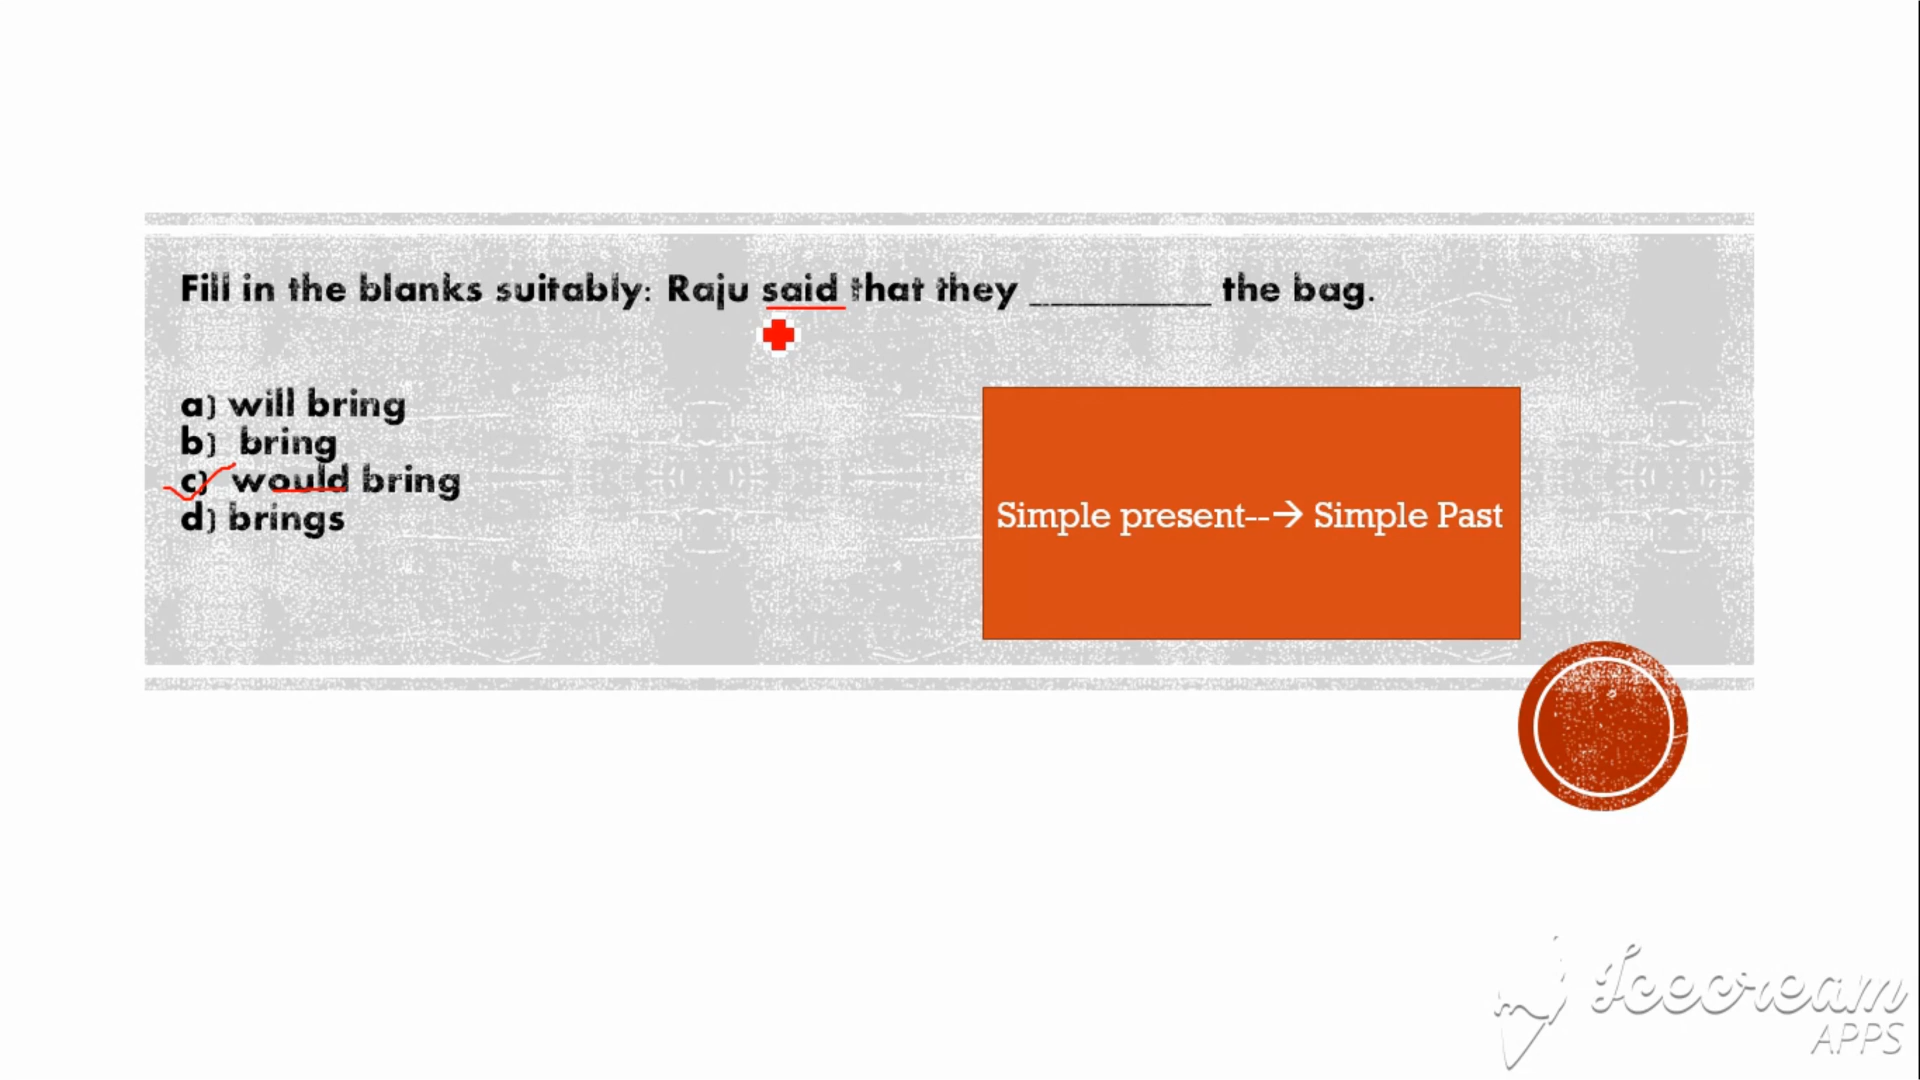 Fill in the blanks suitably: Raju said that they __________ the bag.
a) will bring
b) bring
c) would bring
d) brings
Simple present--→ Simple Past
Icecream
APPS